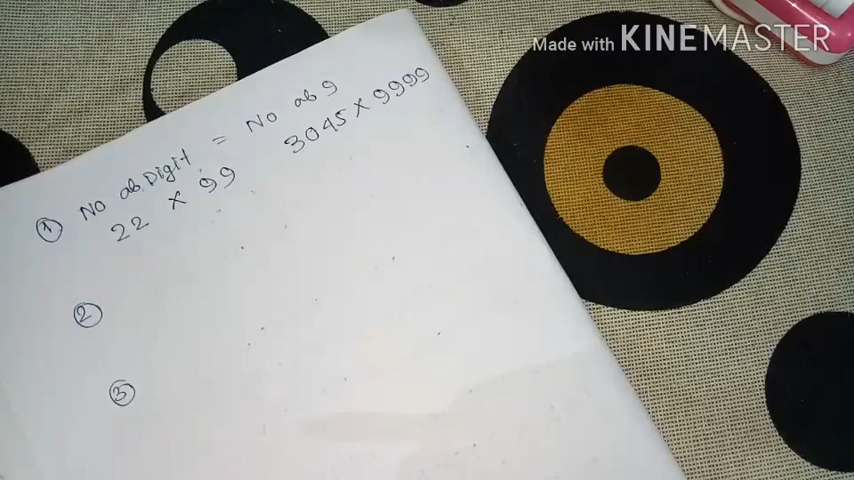 Made with KINEMASTER
① No of Digit = No of 9
22 × 99 3045 × 9999
②
③